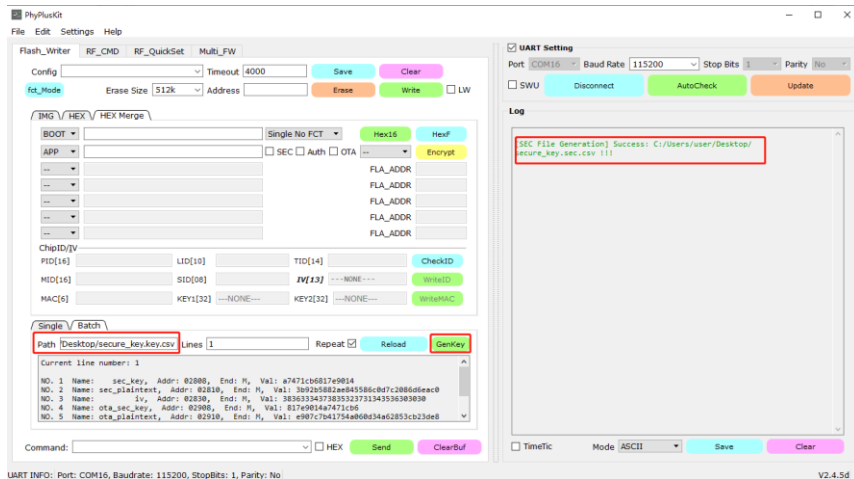 PhyPlusKit
File Edit Settings Help
Flash_Writer RF_CMD RF_QuickSet Multi_FW
Config Timeout 4000 Save Clear
fct_Mode Erase Size 512k Address Erase Write LW
IMG HEX HEX Merge
BOOT Single No FCT Hex16 HexF
APP SEC Auth OTA -- Encrypt
-- FLA_ADDR
-- FLA_ADDR
-- FLA_ADDR
-- FLA_ADDR
ChipID/IV
PID[16] LID[10] TID[14] CheckID
MID[16] SID[08] IV[13] ---NONE--- WriteID
MAC[6] KEY1[32] ---NONE--- KEY2[32] ---NONE--- WriteMAC
Single Batch
Path 'Desktop/secure_key.key.csv Lines 1 Repeat Reload GenKey
Current line number: 1
NO. 1 Name: sec_key, Addr: 02808, End: M, Val: a7471cb6817e9014
NO. 2 Name: sec_plaintext, Addr: 02810, End: M, Val: 3b92b5882ae845586c0d7c2086d6eac0
NO. 3 Name: iv, Addr: 02830, End: M, Val: 38363334373835323731343536303030
NO. 4 Name: ota_sec_key, Addr: 02908, End: M, Val: 817e9014a7471cb6
NO. 5 Name: ota_plaintext, Addr: 02910, End: M, Val: e907c7b41754a060d34a62853cb23de8
Command: HEX Send ClearBuf
UART INFO: Port: COM16, Baudrate: 115200, StopBits: 1, Parity: No
UART Setting
Port COM16 Baud Rate 115200 Stop Bits 1 Parity No
SWU Disconnect AutoCheck Update
Log
[SEC File Generation] Success: C:/Users/user/Desktop/
secure_key.sec.csv !!!
TimeTic Mode ASCII Save Clear
V2.4.5d